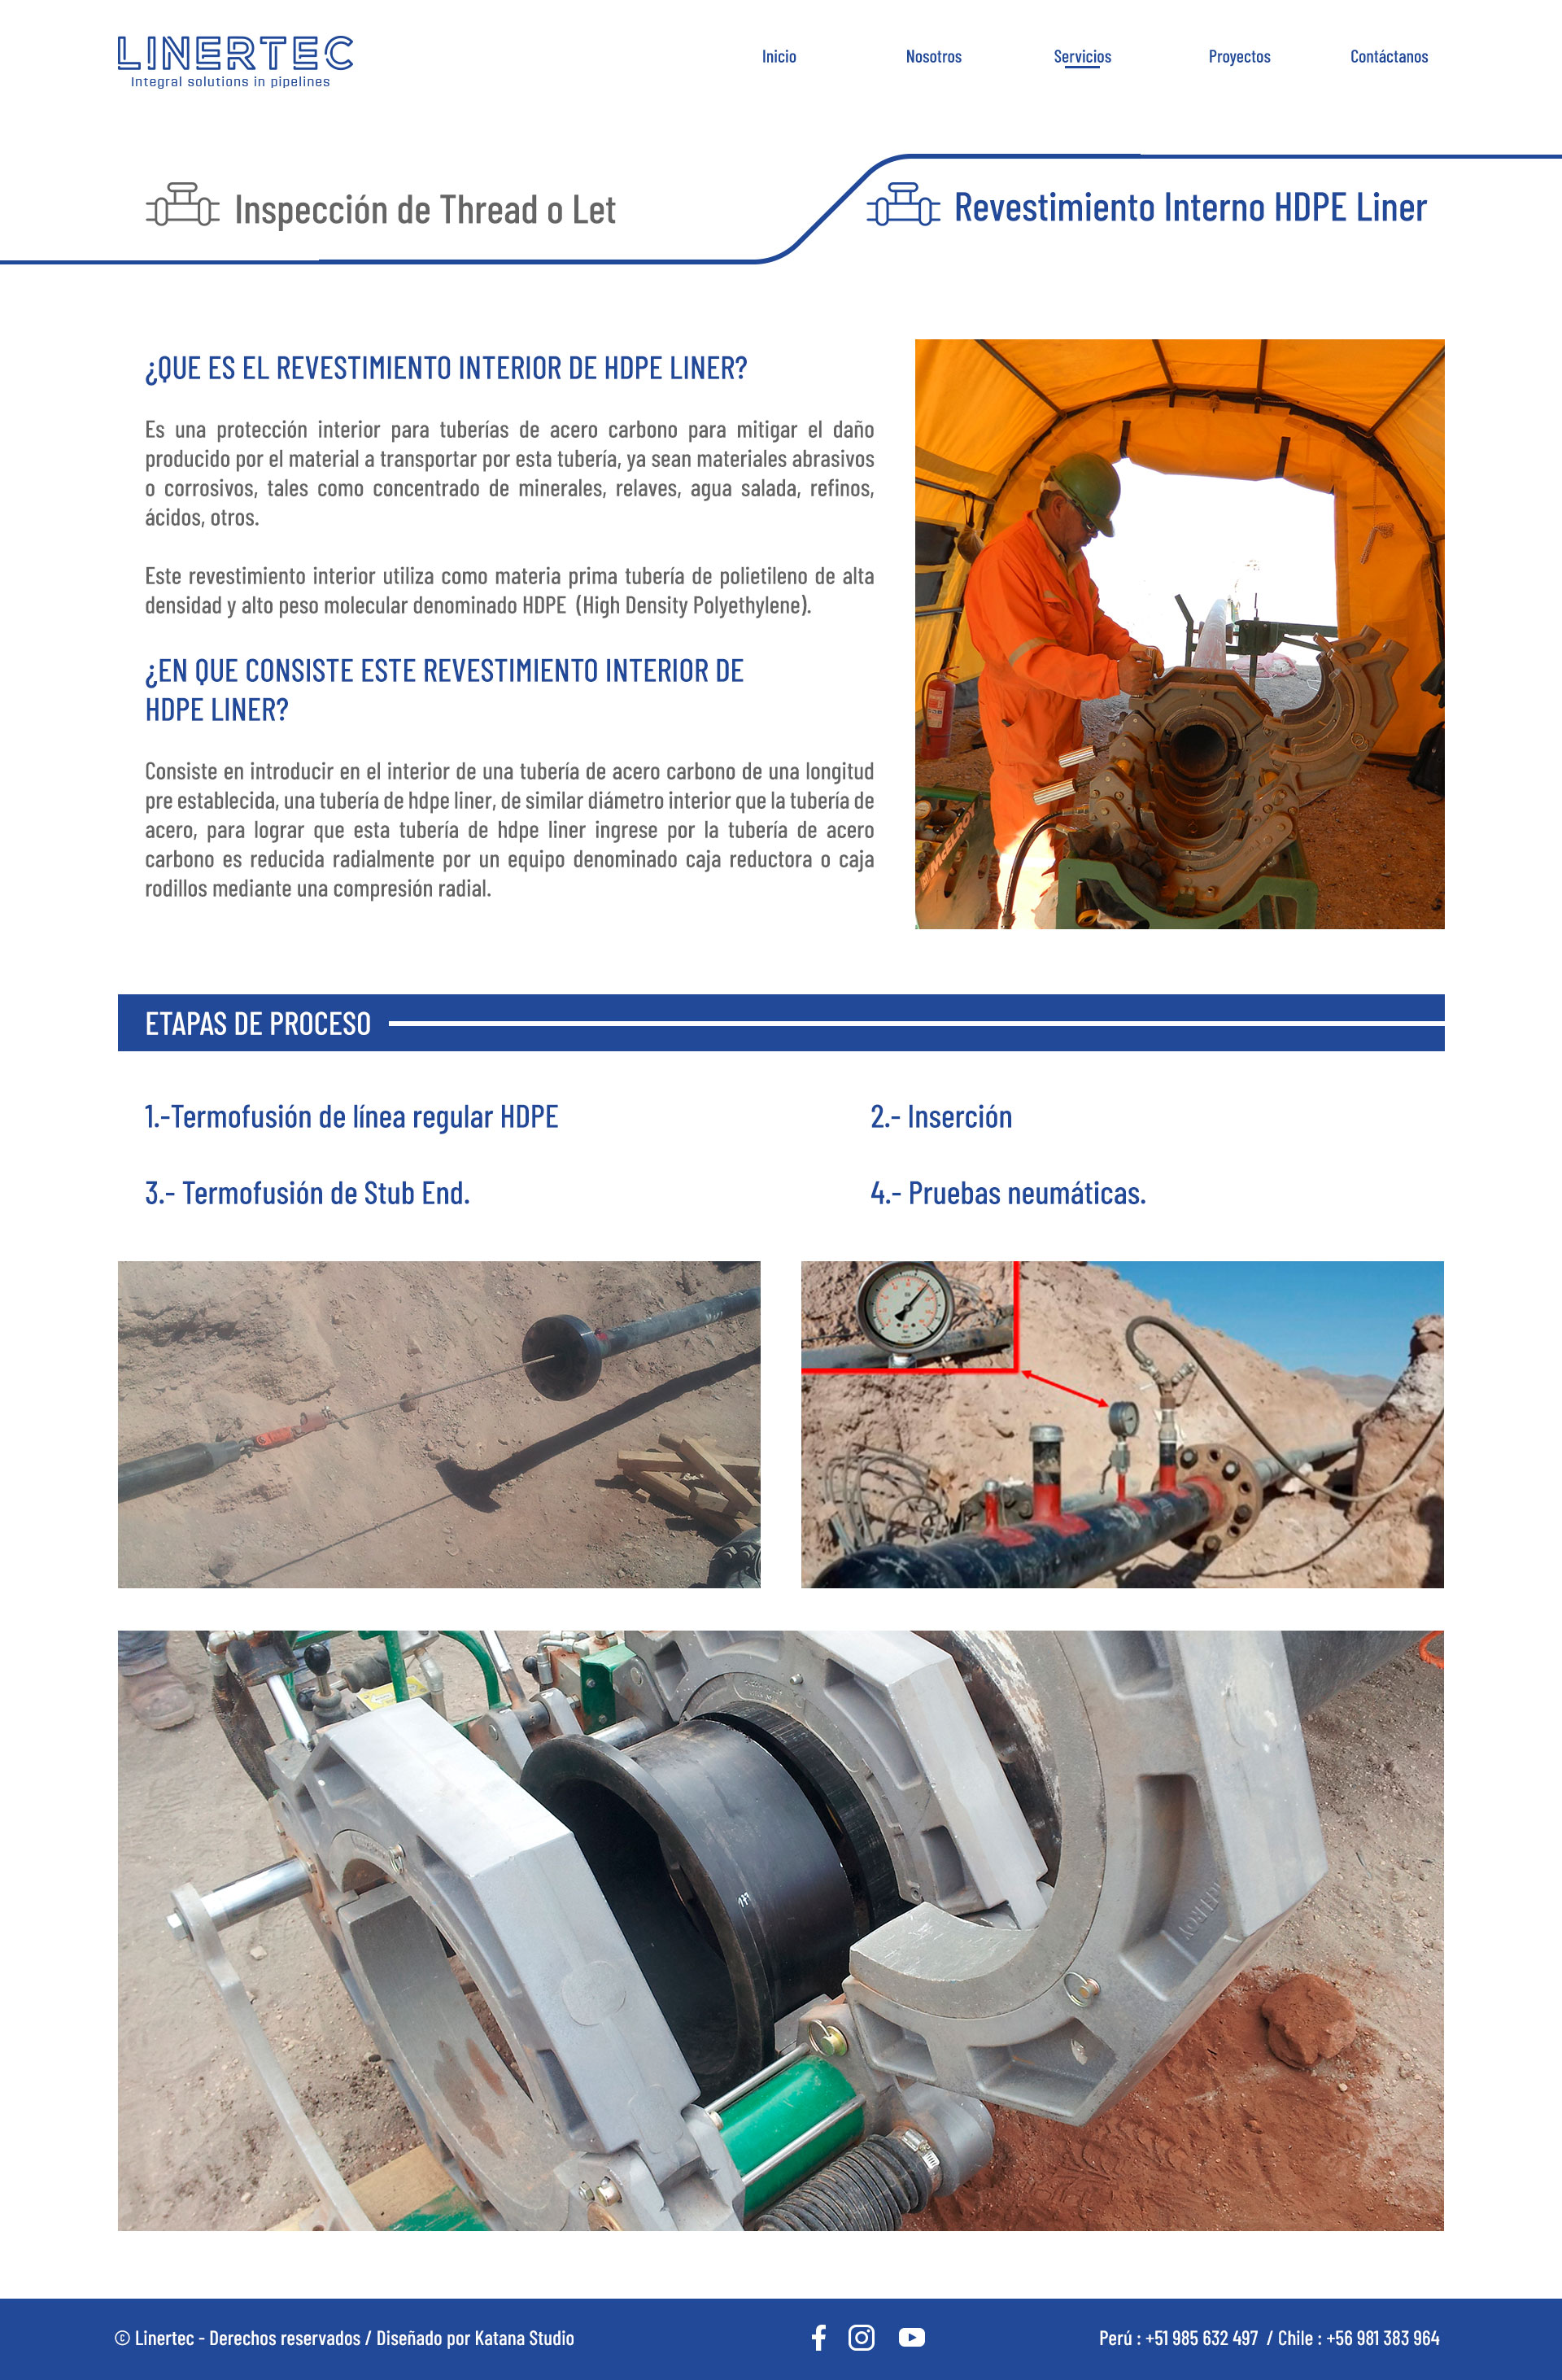 LINERTEC
Integral solutions in pipelines
Inicio
Nosotros
Servicios
Proyectos
Contáctanos
Inspección de Thread o Let
Revestimiento Interno HDPE Liner
¿QUE ES EL REVESTIMIENTO INTERIOR DE HDPE LINER?
Es una protección interior para tuberías de acero carbono para mitigar el daño
producido por el material a transportar por esta tubería, ya sean materiales abrasivos
o corrosivos, tales como concentrado de minerales, relaves, agua salada, refinos,
ácidos, otros.
Este revestimiento interior utiliza como materia prima tubería de polietileno de alta
densidad y alto peso molecular denominado HDPE (High Density Polyethylene).
¿EN QUE CONSISTE ESTE REVESTIMIENTO INTERIOR DE
HDPE LINER?
Consiste en introducir en el interior de una tubería de acero carbono de una longitud
pre establecida, una tubería de hdpe liner, de similar diámetro interior que la tubería de
acero, para lograr que esta tubería de hdpe liner ingrese por la tubería de acero
carbono es reducida radialmente por un equipo denominado caja reductora o caja
rodillos mediante una compresión radial.
McELROY
ETAPAS DE PROCESO
1.-Termofusión de línea regular HDPE
2.- Inserción
3.- Termofusión de Stub End.
4.- Pruebas neumáticas.
© Linertec - Derechos reservados / Diseñado por Katana Studio
Perú : +51 985 632 497 / Chile : +56 981 383 964